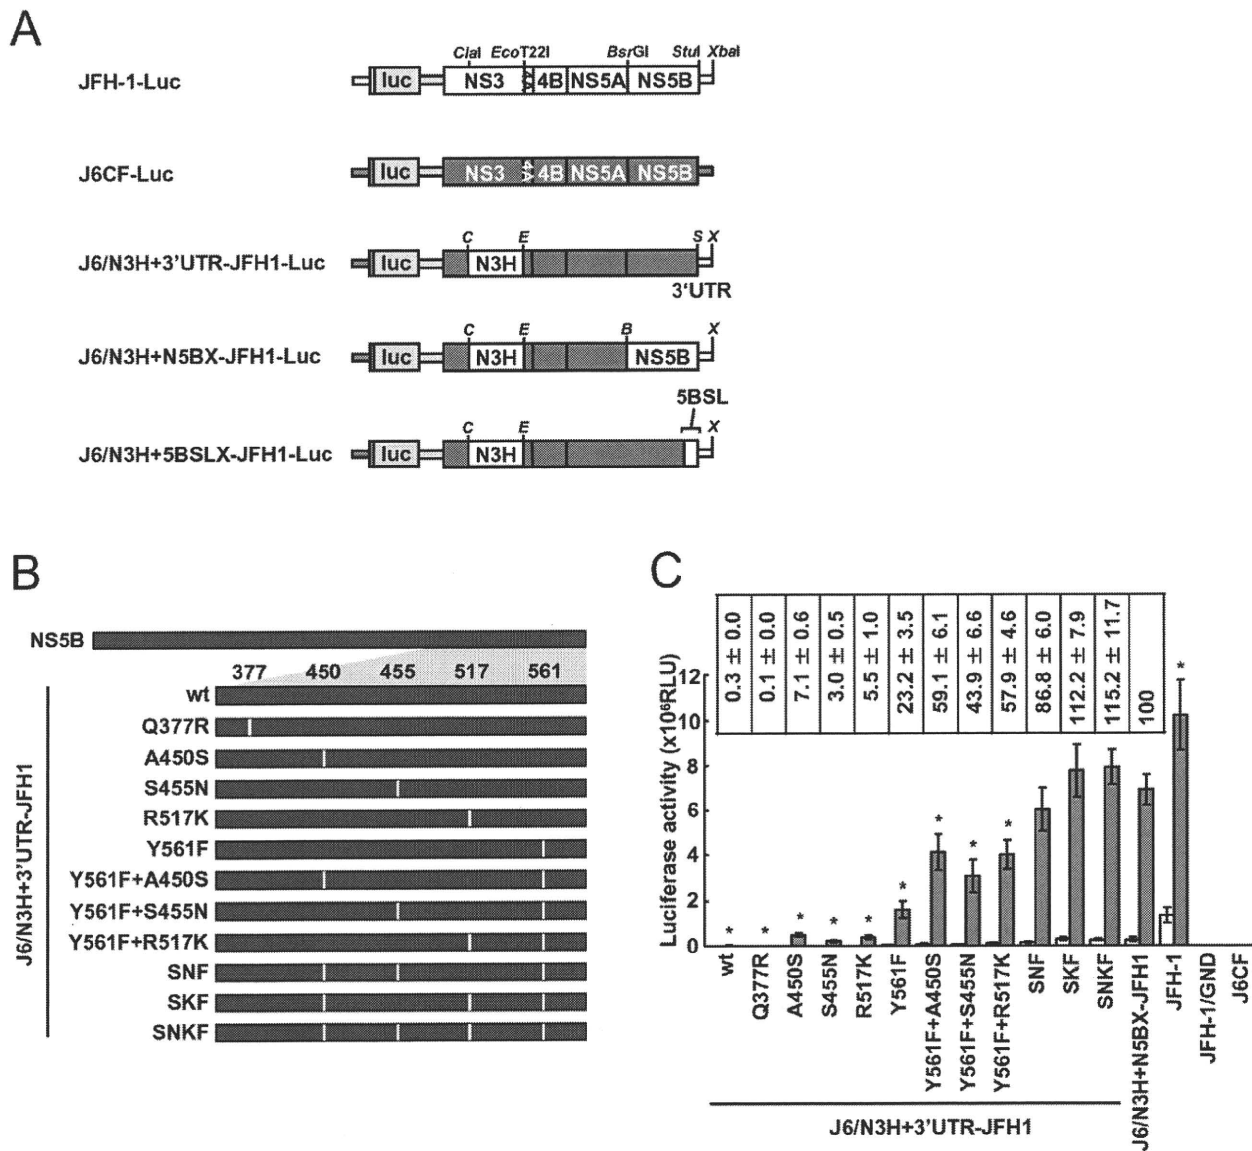 A
ClaI EcoT22I BsrGI StuI XbaI
JFH-1-Luc luc NS3 4A 4B NS5A NS5B
J6CF-Luc luc NS3 4A 4B NS5A NS5B
C E S X
J6/N3H+3'UTR-JFH1-Luc luc N3H
3'UTR
C E B X
J6/N3H+N5BX-JFH1-Luc luc N3H NS5B
5BSL
C E X
J6/N3H+5BSLX-JFH1-Luc luc N3H
B
NS5B
377 450 455 517 561
J6/N3H+3'UTR-JFH1
wt
Q377R
A450S
S455N
R517K
Y561F
Y561F+A450S
Y561F+S455N
Y561F+R517K
SNF
SKF
SNKF
C
0.3 ± 0.0
0.1 ± 0.0
7.1 ± 0.6
3.0 ± 0.5
5.5 ± 1.0
23.2 ± 3.5
59.1 ± 6.1
43.9 ± 6.6
57.9 ± 4.6
86.8 ± 6.0
112.2 ± 7.9
115.2 ± 11.7
100
Luciferase activity (x10⁶RLU)
12
10
8
6
4
2
0
* * * * * * * * * *
wt
Q377R
A450S
S455N
R517K
Y561F
Y561F+A450S
Y561F+S455N
Y561F+R517K
SNF
SKF
SNKF
J6/N3H+N5BX-JFH1
JFH-1
JFH-1/GND
J6CF
J6/N3H+3'UTR-JFH1